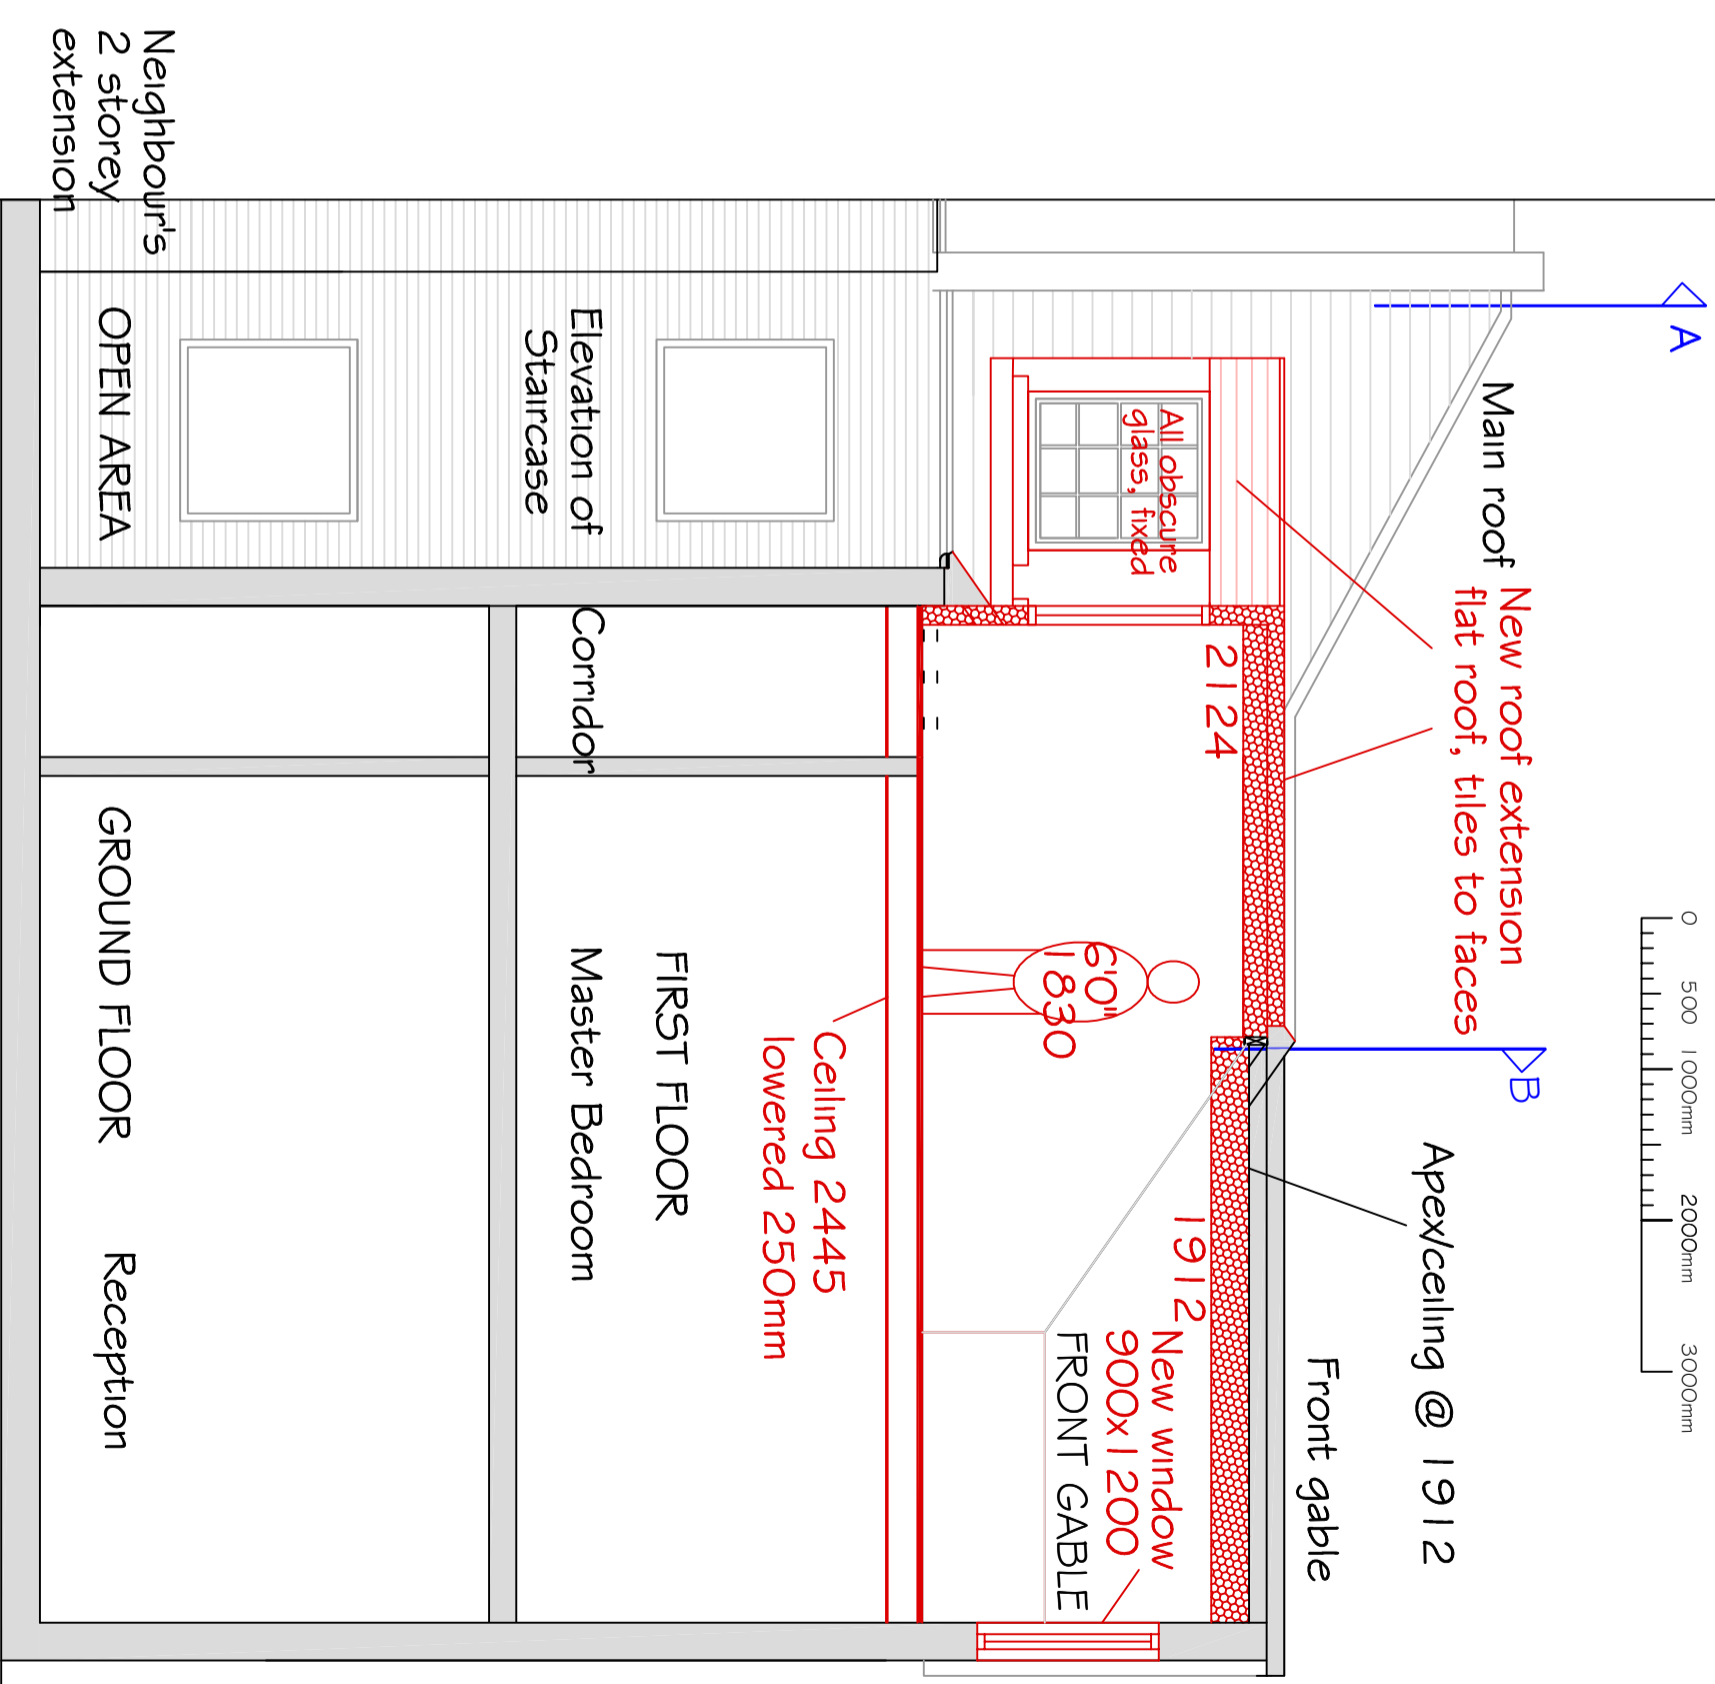 0 500 1000mm 2000mm 3000mm
A
B
Main roof
New roof extension
flat roof, tiles to faces
Apex/ceiling @ 1912
Front gable
All obscure
glass, fixed
2124
6'0"
1830
1912
New window
900x1200
FRONT GABLE
Ceiling 2445
lowered 250mm
FIRST FLOOR
Elevation of
Staircase
Corridor
Master Bedroom
Neighbour's
2 storey
extension
OPEN AREA
GROUND FLOOR
Reception